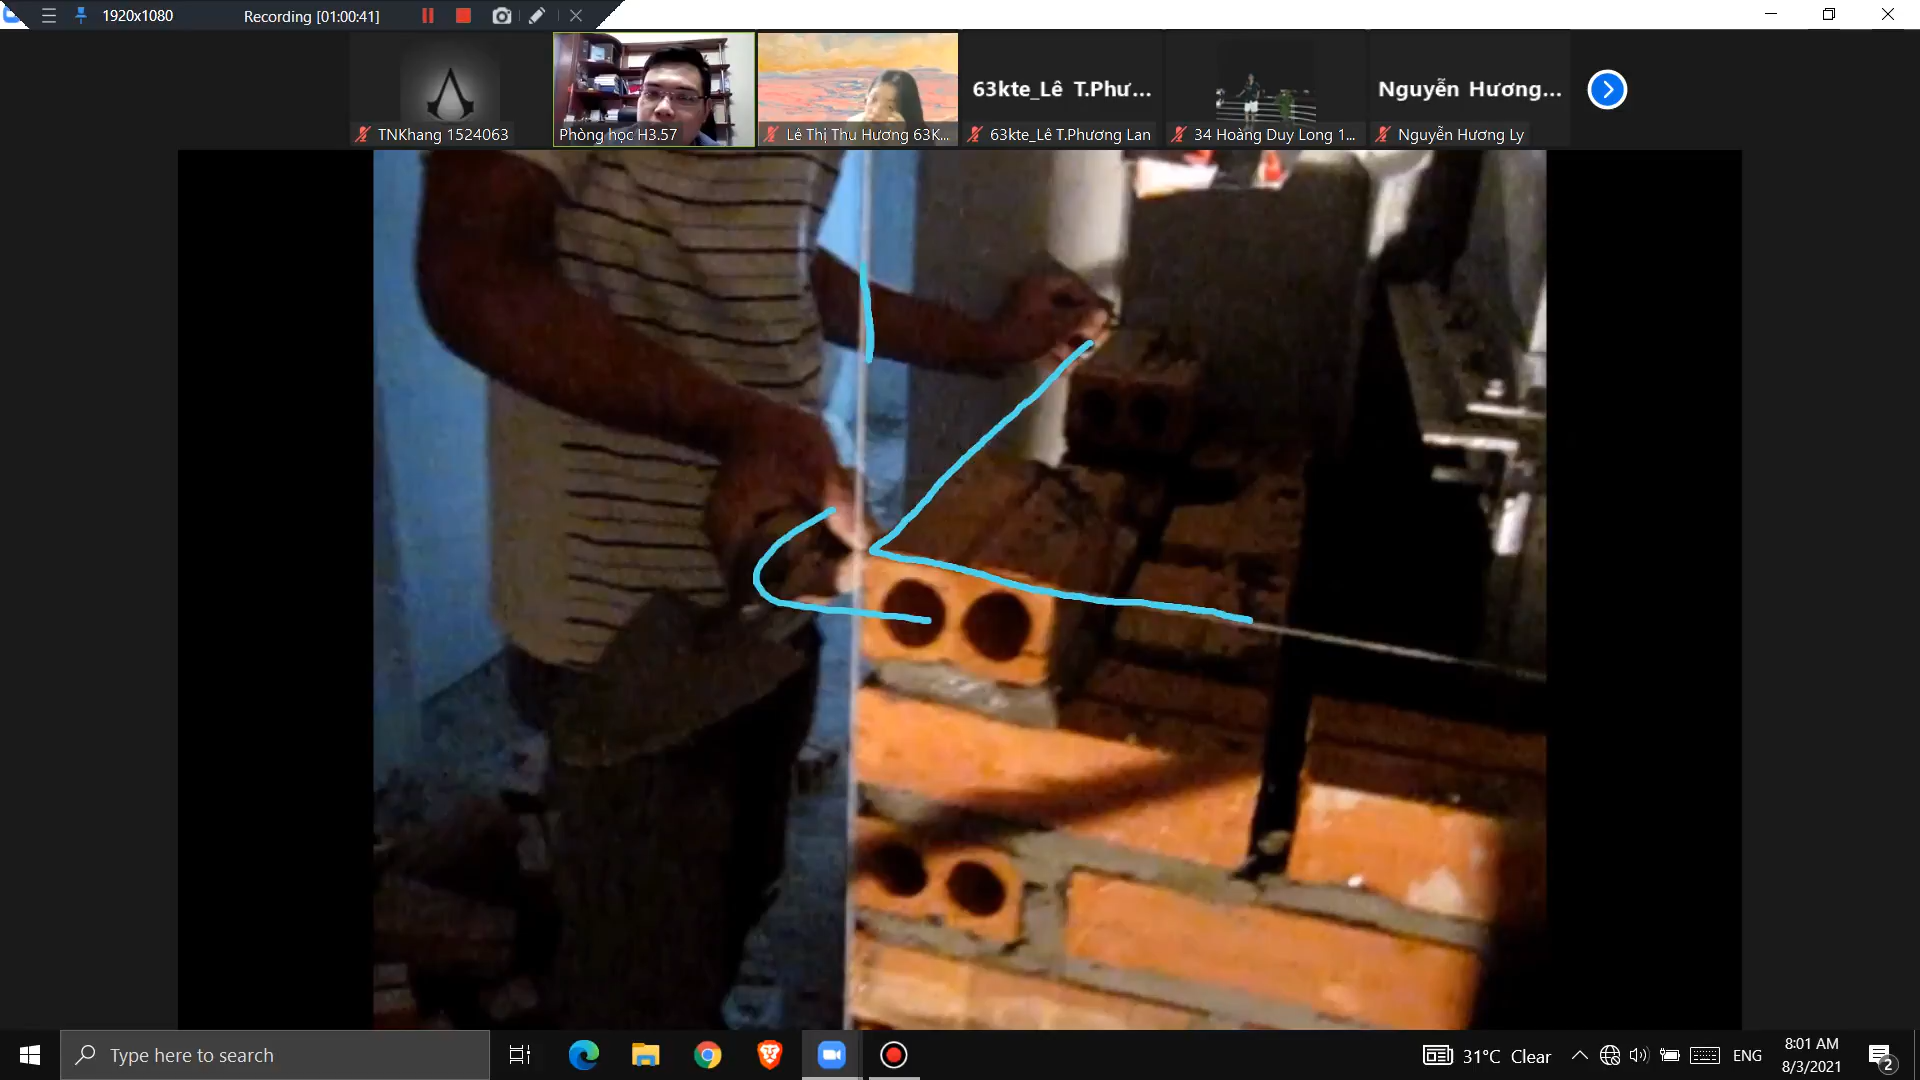 1920x1080
Recording [01:00:41]
63kte_Lê T.Phư...
Nguyễn Hương...
TNKhang 1524063
Phòng học H3.57
Lê Thị Thu Hương 63K...
63kte_Lê T.Phương Lan
34 Hoàng Duy Long 1...
Nguyễn Hương Ly
Type here to search
31°C Clear
ENG
8:01 AM
8/3/2021
2